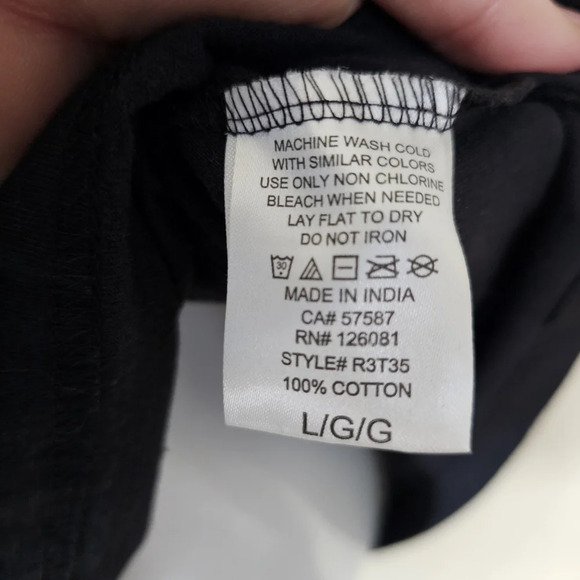 MACHINE WASH COLD
WITH SIMILAR COLORS
USE ONLY NON CHLORINE
BLEACH WHEN NEEDED
LAY FLAT TO DRY
DO NOT IRON
30
MADE IN INDIA
CA# 57587
RN# 126081
STYLE# R3T35
100% COTTON
L/G/G